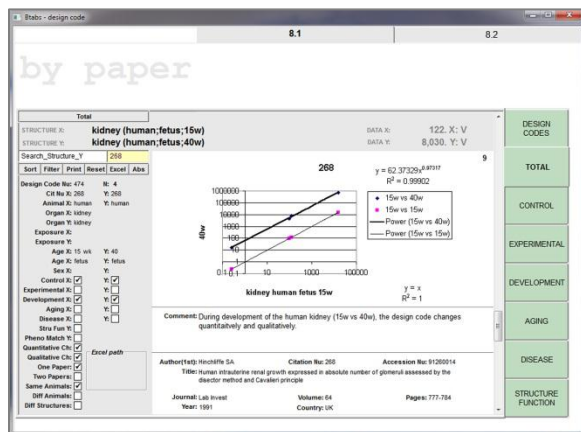 8tabs - design code
8.1 8.2
by paper
Total
STRUCTURE X: kidney (human;fetus;15w) DATA X: 122. X: V
STRUCTURE Y: kidney (human;fetus;40w) DATA Y: 8,030. Y: V
Search_Structure_Y 268
Sort Filter Print Reset Excel Abs
Design Code Nu: 474 N: 4
Cit Nu X: 268 Y: 268
Animal X: human Y: human
Organ X: kidney
Organ Y: kidney
Exposure X:
Exposure Y:
Age X: 15 wk Y: 40
Age X: fetus Y: fetus
Sex X: Y:
Control X: Y:
Experimental X: Y:
Development X: Y:
Aging X: Y:
Disease X: Y:
Stru Fun Y:
Pheno Match Y:
Quantitative Ch:
Qualitative Ch:
One Paper:
Two Papers:
Same Animals:
Diff Animals:
Diff Structures:
Excel path
9
268
y = 62.37329x^0.97317
R² = 0.99902
1000000
100000
10000
1000
100
10
1
0.1
0.1 10 1000 100000
40w
kidney human fetus 15w
15w vs 40w
15w vs 15w
Power (15w vs 40w)
Power (15w vs 15w)
y = x
R² = 1
Comment: During development of the human kidney (15w vs 40w), the design code changes
quantitaitvely and qualitatively.
Author(1st): Hinchliffe SA Citation Nu: 268 Accession Nu: 91260014
Title: Human intrauterine renal growth expressed in absolute number of glomeruli assessed by the
disector method and Cavalieri principle
Journal: Lab Invest Volume: 64 Pages: 777-784
Year: 1991 Country: UK
DESIGN
CODES
TOTAL
CONTROL
EXPERIMENTAL
DEVELOPMENT
AGING
DISEASE
STRUCTURE
FUNCTION